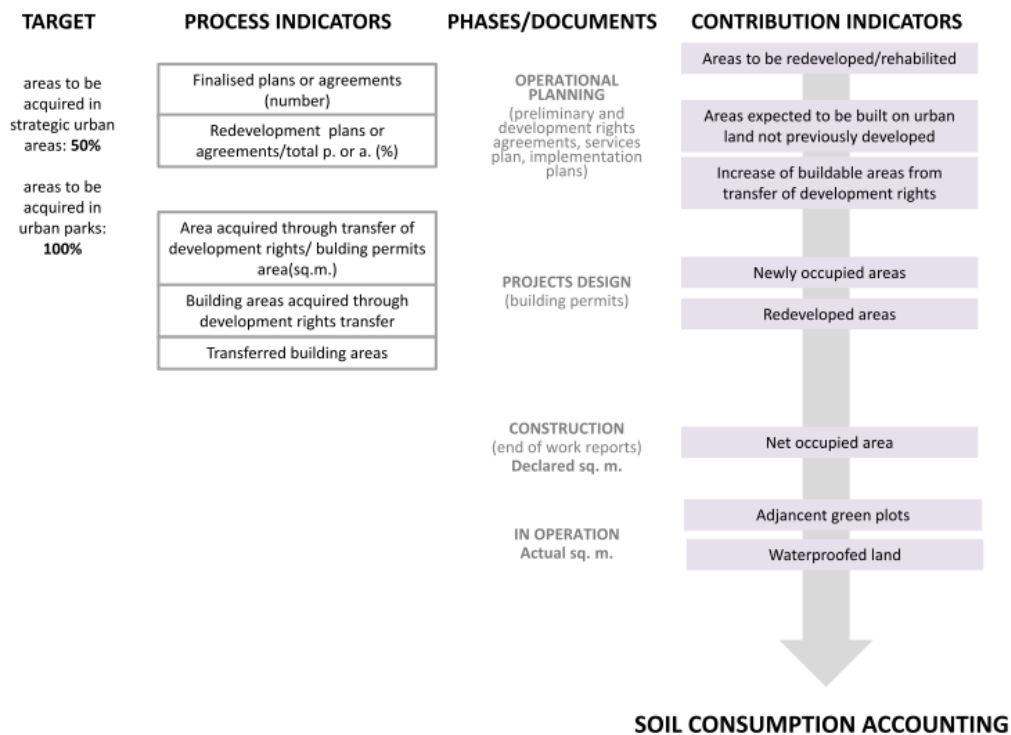 TARGET
PROCESS INDICATORS
PHASES/DOCUMENTS
CONTRIBUTION INDICATORS
areas to be
acquired in
strategic urban
areas: 50%
areas to be
acquired in
urban parks:
100%
Finalised plans or agreements
(number)
Redevelopment plans or
agreements/total p. or a. (%)
Area acquired through transfer of
development rights/ bulding permits
area(sq.m.)
Building areas acquired through
development rights transfer
Transferred building areas
OPERATIONAL
PLANNING
(preliminary and
development rights
agreements, services
plan, implementation
plans)
PROJECTS DESIGN
(building permits)
CONSTRUCTION
(end of work reports)
Declared sq. m.
IN OPERATION
Actual sq. m.
Areas to be redeveloped/rehabilited
Areas expected to be built on urban
land not previously developed
Increase of buildable areas from
transfer of development rights
Newly occupied areas
Redeveloped areas
Net occupied area
Adjancent green plots
Waterproofed land
SOIL CONSUMPTION ACCOUNTING